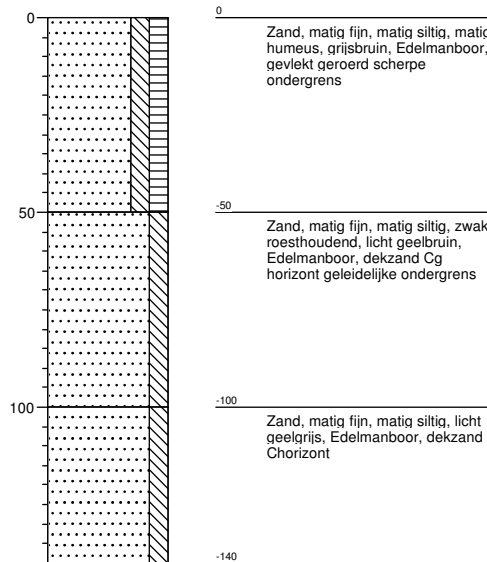 0
0
Zand, matig fijn, matig siltig, matig
humeus, grijsbruin, Edelmanboor,
gevlekt geroerd scherpe
ondergrens
50
-50
Zand, matig fijn, matig siltig, zwak
roesthoudend, licht geelbruin,
Edelmanboor, dekzand Cg
horizont geleidelijke ondergrens
100
-100
Zand, matig fijn, matig siltig, licht
geelgrijs, Edelmanboor, dekzand
Chorizont
-140